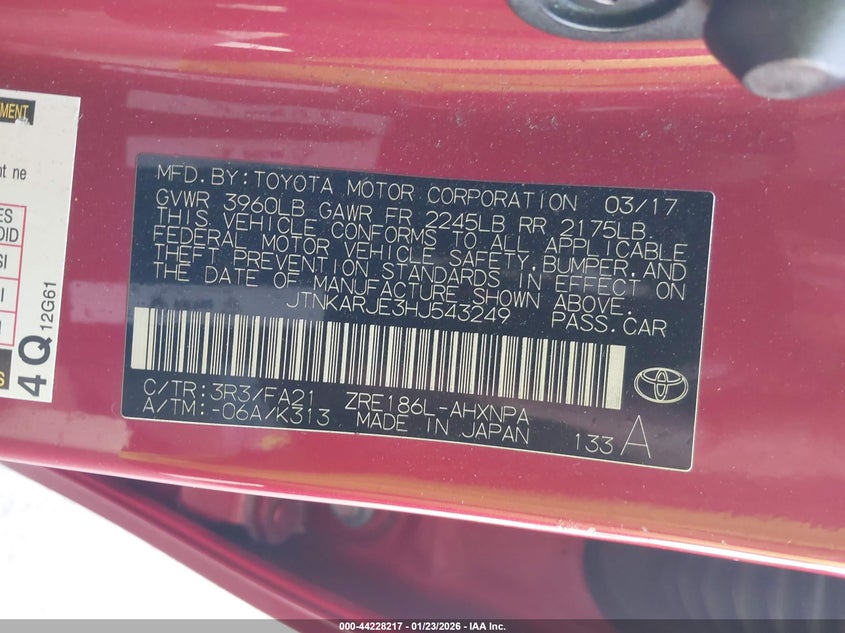 MFD.BY:TOYOTA MOTOR CORPORATION 03/17
GVWR 3960LB GAWR FR 2245LB RR 2175LB
THIS VEHICLE CONFORMS TO ALL APPLICABLE
FEDERAL MOTOR VEHICLE SAFETY,BUMPER,AND
THEFT PREVENTION STANDARDS IN EFFECT ON
THE DATE OF MANUFACTURE SHOWN ABOVE.
JTNKARJE3HJ543249 PASS.CAR
C/TR:3R3/FA21 ZRE186L-AHXNPA
A/TM:-06A/K313 MADE IN JAPAN 133 A
4Q 12G61
000-44228217 - 01/23/2026 - IAA Inc.